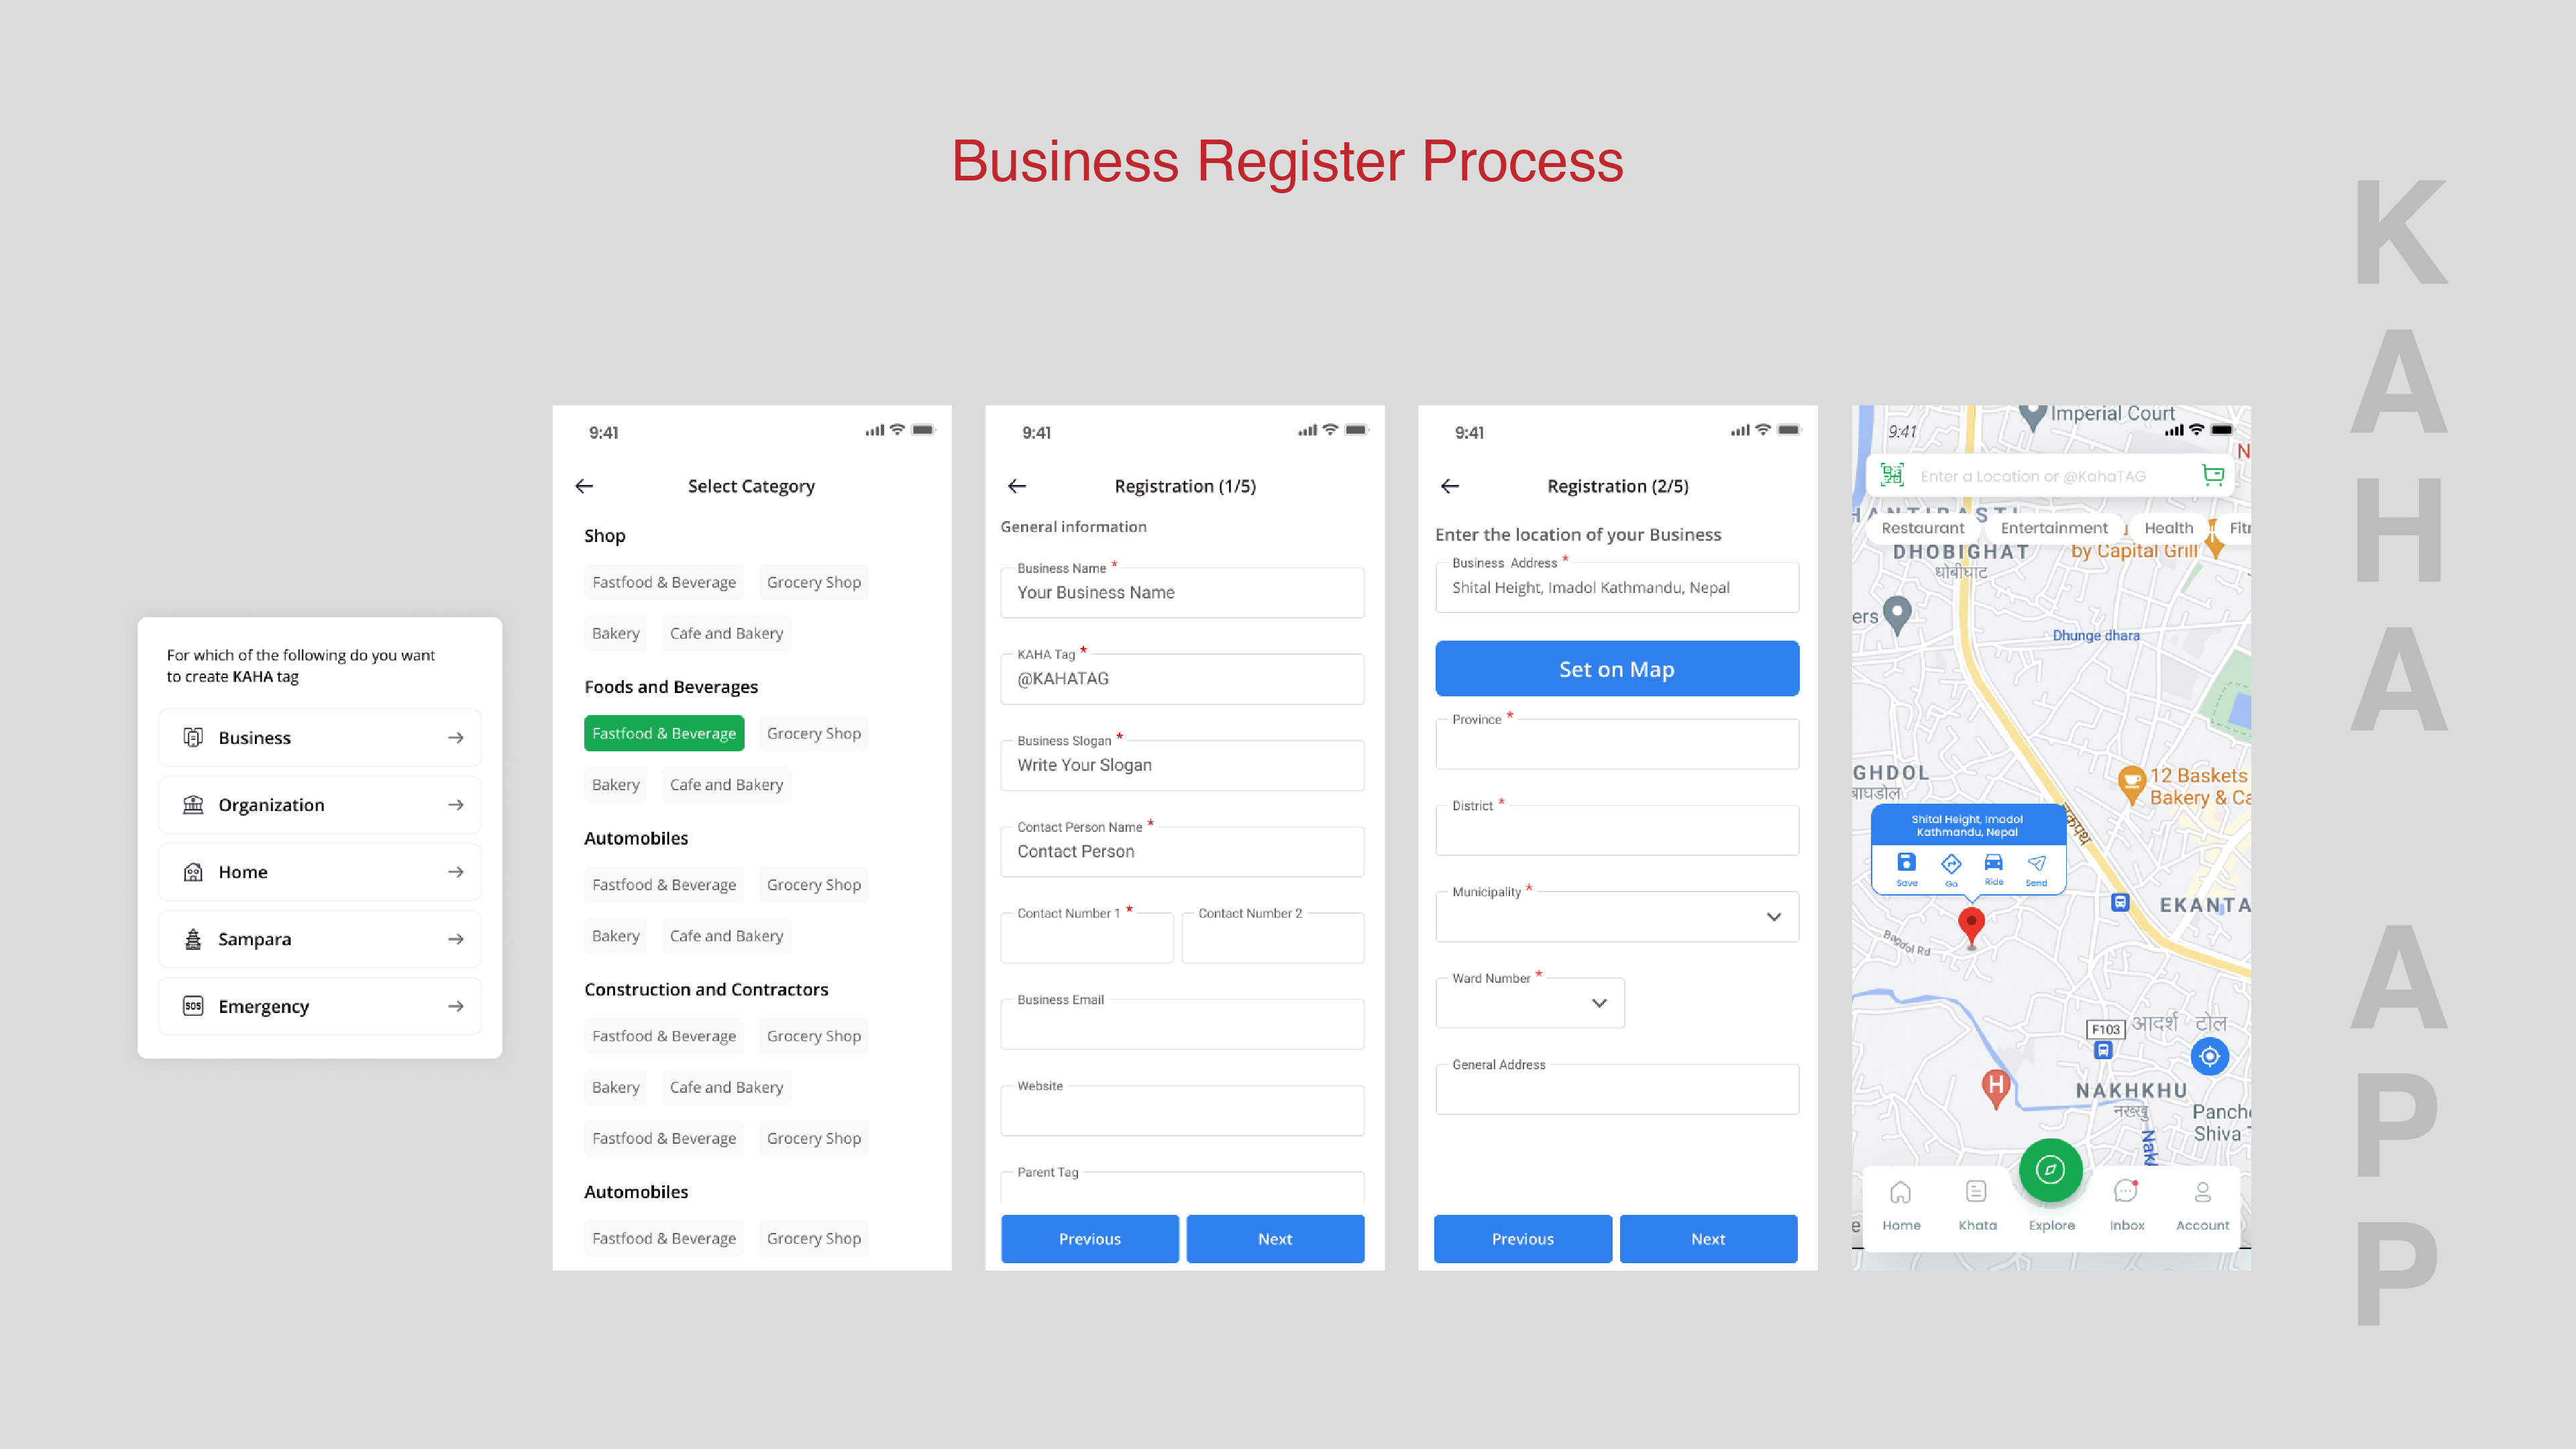 Business Register Process
KAHA APP
For which of the following do you want
to create KAHA tag
Business
Organization
Home
Sampara
SOS Emergency
9:41
Select Category
Shop
Fastfood & Beverage Grocery Shop
Bakery Cafe and Bakery
Foods and Beverages
Fastfood & Beverage Grocery Shop
Bakery Cafe and Bakery
Automobiles
Fastfood & Beverage Grocery Shop
Bakery Cafe and Bakery
Construction and Contractors
Fastfood & Beverage Grocery Shop
Bakery Cafe and Bakery
Fastfood & Beverage Grocery Shop
Automobiles
Fastfood & Beverage Grocery Shop
9:41
Registration (1/5)
General information
Business Name *
Your Business Name
KAHA Tag *
@KAHATAG
Business Slogan *
Write Your Slogan
Contact Person Name *
Contact Person
Contact Number 1 * Contact Number 2
Business Email
Website
Parent Tag
Previous Next
9:41
Registration (2/5)
Enter the location of your Business
Business Address *
Shital Height, Imadol Kathmandu, Nepal
Set on Map
Province *
District *
Municipality *
Ward Number *
General Address
Previous Next
Imperial Court
9:41
N
Enter a Location or @KahaTAG
Restaurant Entertainment Health Fitr
DHOBIGHAT
by Capital Grill
धोबीघाट
ers
Dhunge dhara
GHDOL
बाघडोल
12 Baskets
Bakery & Ca
Shital Height, Imadol
Kathmandu, Nepal
Save Go Ride Send
EKANTA
Bagdol Rd
F103 आदर्श टोल
H
NAKHKHU
नख्खु
Panch
Shiva
Nak
Home Khata Explore Inbox Account